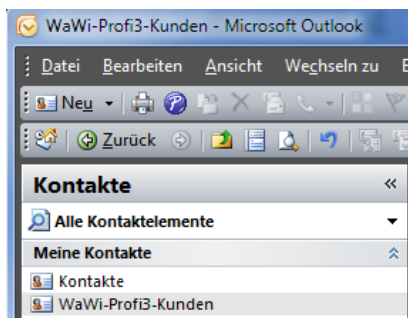 WaWi-Profi3-Kunden - Microsoft Outlook
Datei Bearbeiten Ansicht Wechseln zu
Neu
Zurück
Kontakte «
Alle Kontaktelemente
Meine Kontakte
Kontakte
WaWi-Profi3-Kunden